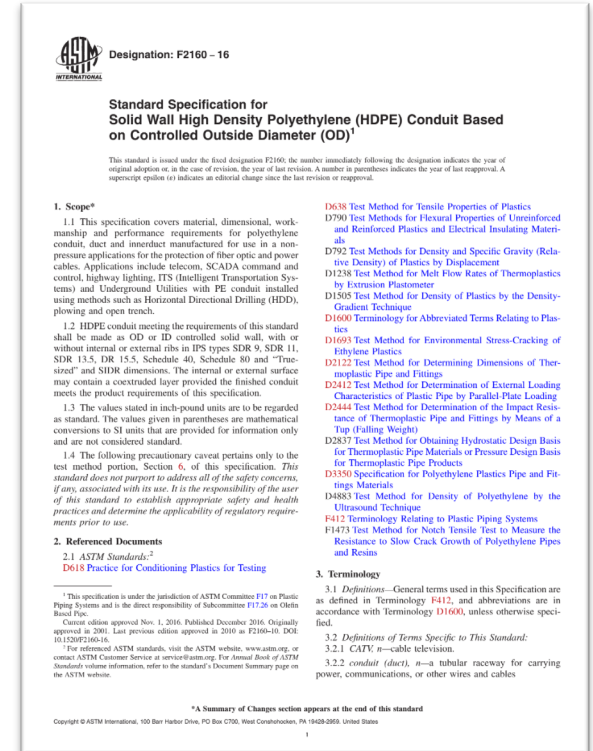 ASTM
INTERNATIONAL
Designation: F2160 − 16
Standard Specification for
Solid Wall High Density Polyethylene (HDPE) Conduit Based
on Controlled Outside Diameter (OD)1
This standard is issued under the fixed designation F2160; the number immediately following the designation indicates the year of
original adoption or, in the case of revision, the year of last revision. A number in parentheses indicates the year of last reapproval. A
superscript epsilon (ε) indicates an editorial change since the last revision or reapproval.
1. Scope*
1.1 This specification covers material, dimensional, work-
manship and performance requirements for polyethylene
conduit, duct and innerduct manufactured for use in a non-
pressure applications for the protection of fiber optic and power
cables. Applications include telecom, SCADA command and
control, highway lighting, ITS (Intelligent Transportation Sys-
tems) and Underground Utilities with PE conduit installed
using methods such as Horizontal Directional Drilling (HDD),
plowing and open trench.
1.2 HDPE conduit meeting the requirements of this standard
shall be made as OD or ID controlled solid wall, with or
without internal or external ribs in IPS types SDR 9, SDR 11,
SDR 13.5, DR 15.5, Schedule 40, Schedule 80 and “True-
sized” and SIDR dimensions. The internal or external surface
may contain a coextruded layer provided the finished conduit
meets the product requirements of this specification.
1.3 The values stated in inch-pound units are to be regarded
as standard. The values given in parentheses are mathematical
conversions to SI units that are provided for information only
and are not considered standard.
1.4 The following precautionary caveat pertains only to the
test method portion, Section 6, of this specification. This
standard does not purport to address all of the safety concerns,
if any, associated with its use. It is the responsibility of the user
of this standard to establish appropriate safety and health
practices and determine the applicability of regulatory require-
ments prior to use.
2. Referenced Documents
2.1 ASTM Standards:2
D618 Practice for Conditioning Plastics for Testing
1 This specification is under the jurisdiction of ASTM Committee F17 on Plastic
Piping Systems and is the direct responsibility of Subcommittee F17.26 on Olefin
Based Pipe.
Current edition approved Nov. 1, 2016. Published December 2016. Originally
approved in 2001. Last previous edition approved in 2010 as F2160–10. DOI:
10.1520/F2160-16.
2 For referenced ASTM standards, visit the ASTM website, www.astm.org, or
contact ASTM Customer Service at service@astm.org. For Annual Book of ASTM
Standards volume information, refer to the standard’s Document Summary page on
the ASTM website.
D638 Test Method for Tensile Properties of Plastics
D790 Test Methods for Flexural Properties of Unreinforced
and Reinforced Plastics and Electrical Insulating Materi-
als
D792 Test Methods for Density and Specific Gravity (Rela-
tive Density) of Plastics by Displacement
D1238 Test Method for Melt Flow Rates of Thermoplastics
by Extrusion Plastometer
D1505 Test Method for Density of Plastics by the Density-
Gradient Technique
D1600 Terminology for Abbreviated Terms Relating to Plas-
tics
D1693 Test Method for Environmental Stress-Cracking of
Ethylene Plastics
D2122 Test Method for Determining Dimensions of Ther-
moplastic Pipe and Fittings
D2412 Test Method for Determination of External Loading
Characteristics of Plastic Pipe by Parallel-Plate Loading
D2444 Test Method for Determination of the Impact Resis-
tance of Thermoplastic Pipe and Fittings by Means of a
Tup (Falling Weight)
D2837 Test Method for Obtaining Hydrostatic Design Basis
for Thermoplastic Pipe Materials or Pressure Design Basis
for Thermoplastic Pipe Products
D3350 Specification for Polyethylene Plastics Pipe and Fit-
tings Materials
D4883 Test Method for Density of Polyethylene by the
Ultrasound Technique
F412 Terminology Relating to Plastic Piping Systems
F1473 Test Method for Notch Tensile Test to Measure the
Resistance to Slow Crack Growth of Polyethylene Pipes
and Resins
3. Terminology
3.1 Definitions—General terms used in this Specification are
as defined in Terminology F412, and abbreviations are in
accordance with Terminology D1600, unless otherwise speci-
fied.
3.2 Definitions of Terms Specific to This Standard:
3.2.1 CATV, n—cable television.
3.2.2 conduit (duct), n—a tubular raceway for carrying
power, communications, or other wires and cables
*A Summary of Changes section appears at the end of this standard
Copyright © ASTM International, 100 Barr Harbor Drive, PO Box C700, West Conshohocken, PA 19428-2959. United States
1